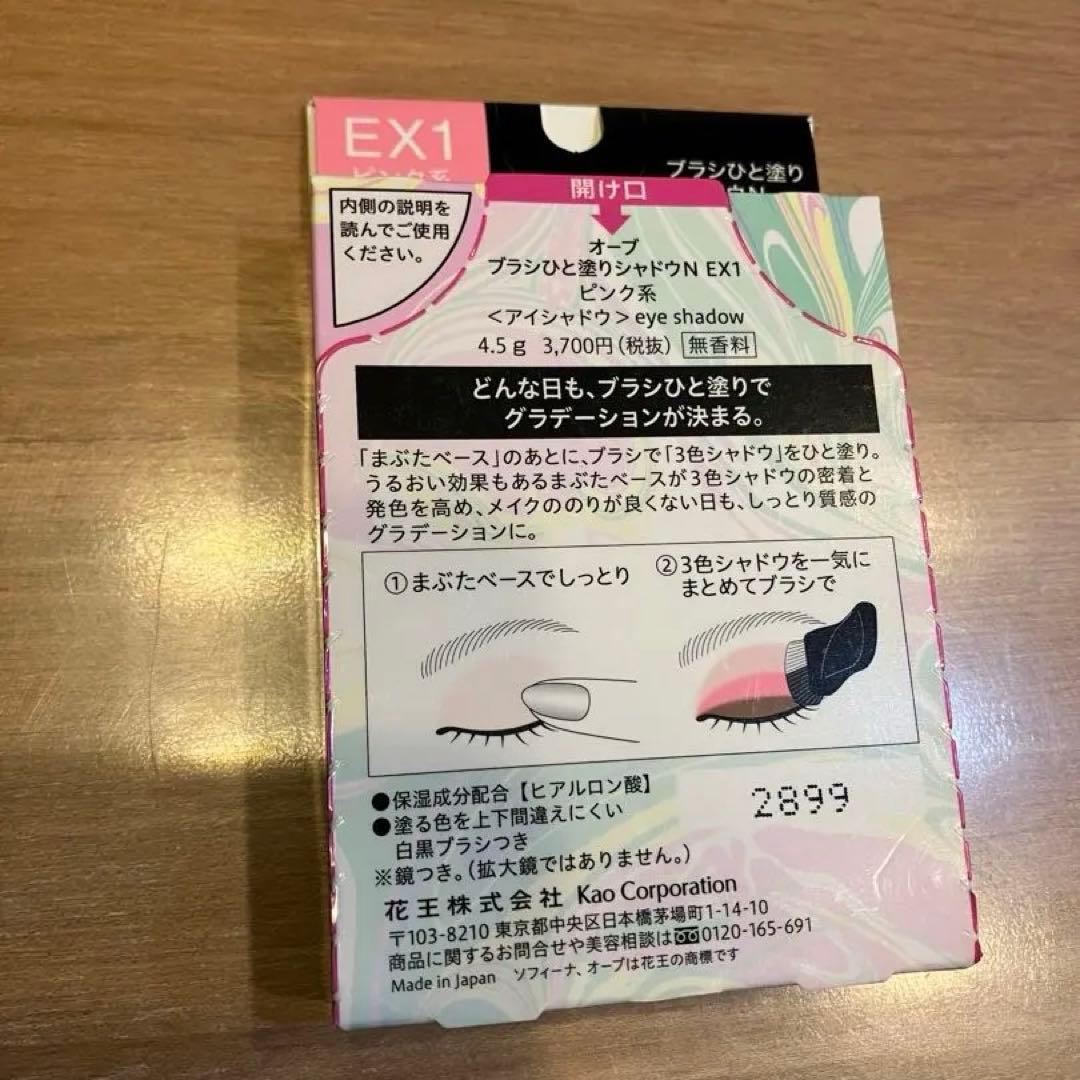 EX1
ピンク系
ブラシひと塗り
ウN
開け口
内側の説明を
読んでご使用
ください。
オーブ
ブラシひと塗りシャドウN EX1
ピンク系
＜アイシャドウ＞eye shadow
4.5g 3,700円(税抜) 無香料
どんな日も、ブラシひと塗りで
グラデーションが決まる。
「まぶたベース」のあとに、ブラシで「3色シャドウ」をひと塗り。
うるおい効果もあるまぶたベースが3色シャドウの密着と
発色を高め、メイクののりが良くない日も、しっとり質感の
グラデーションに。
①まぶたベースでしっとり
②3色シャドウを一気に
まとめてブラシで
●保湿成分配合【ヒアルロン酸】
●塗る色を上下間違えにくい
白黒ブラシつき
※鏡つき。(拡大鏡ではありません。)
2899
花王株式会社 Kao Corporation
〒103-8210 東京都中央区日本橋茅場町1-14-10
商品に関するお問合せや美容相談は 0120-165-691
Made in Japan ソフィーナ、オーブは花王の商標です